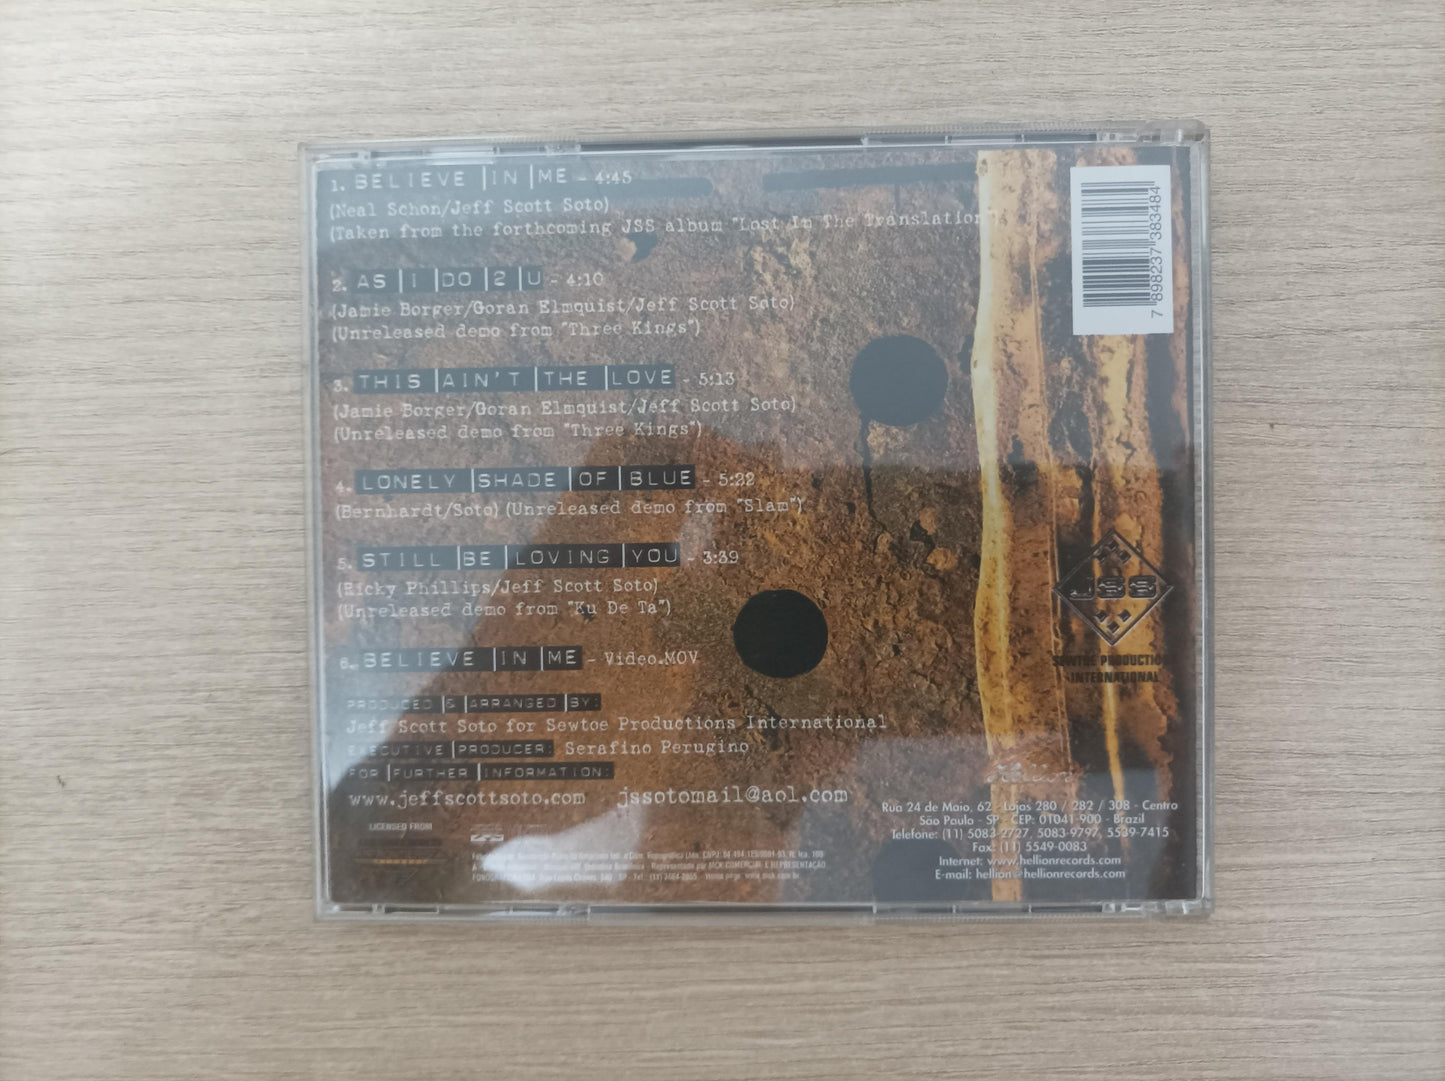 1. BELIEVE IN ME - 4:45
(Neal Schon/Jeff Scott Soto)
(Taken from the forthcoming JSS album "Lost In The Translation")
2. AS I DO 2 U - 4:10
(Jamie Borger/Goran Elmquist/Jeff Scott Soto)
(Unreleased demo from "Three Kings")
3. THIS AIN'T THE LOVE - 5:13
(Jamie Borger/Goran Elmquist/Jeff Scott Soto)
(Unreleased demo from "Three Kings")
4. LONELY SHADE OF BLUE - 5:22
(Bernhardt/Soto) (Unreleased demo from "Slam")
5. STILL BE LOVING YOU - 3:39
(Ricky Phillips/Jeff Scott Soto)
(Unreleased demo from "Ku De Ta")
6. BELIEVE IN ME - Video.MOV
PRODUCED & ARRANGED BY:
Jeff Scott Soto for Sewtoe Productions International
EXECUTIVE PRODUCER: Serafino Perugino
FOR FURTHER INFORMATION:
www.jeffscottsoto.com jssotomail@aol.com
LICENSED FROM
7 898237 383484
JSS
SEWTOE PRODUCTIONS
INTERNATIONAL
Hellion
Rua 24 de Maio, 62 - Lojas 280 / 282 / 308 - Centro
São Paulo - SP - CEP: 01041-900 - Brazil
Telefone: (11) 5083-2727, 5083-9797, 5539-7415
Fax: (11) 5549-0083
Internet: www.hellionrecords.com
E-mail: hellion@hellionrecords.com